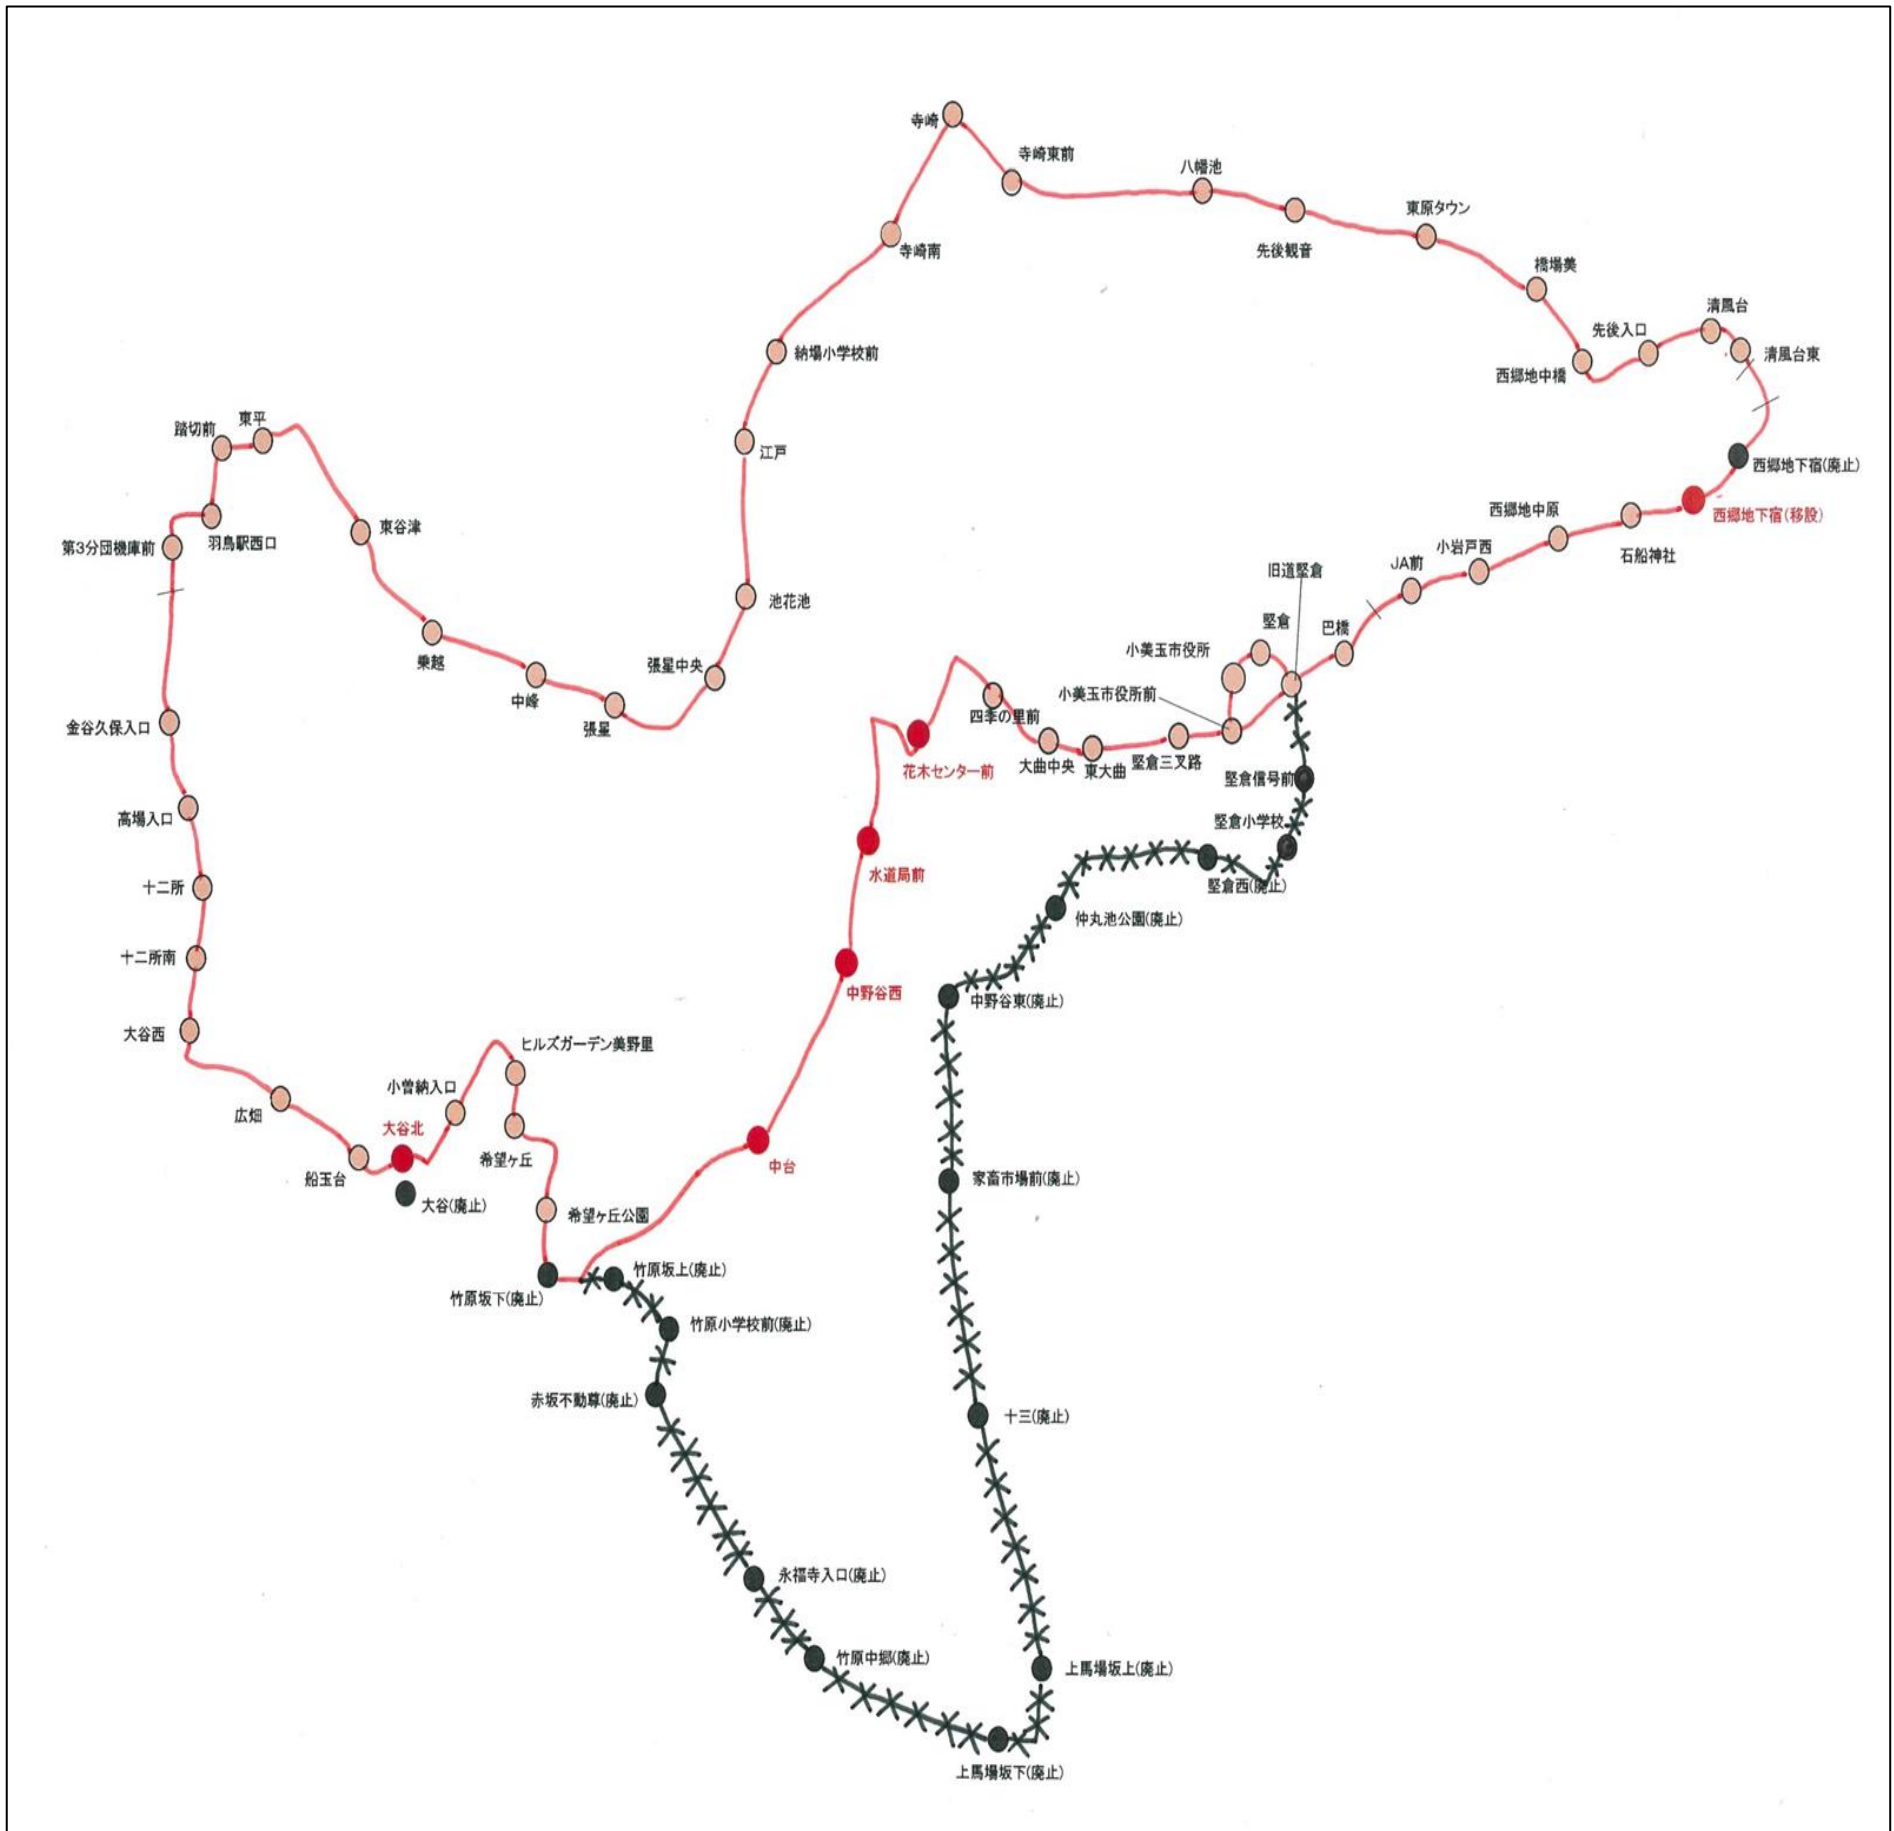 寺崎
寺崎東前
八幡池
東原タウン
寺崎南
先後観音
橋場美
清風台
先後入口
納場小学校前
清風台東
西郷地中橋
東平
踏切前
江戸
西郷地下宿(廃止)
西郷地中原
西郷地下宿(移設)
東谷津
羽鳥駅西口
第3分団機庫前
小岩戸西
石船神社
JA前
旧道堅倉
池花池
堅倉
巴橋
小美玉市役所
乗越
張星中央
小美玉市役所前
中峰
四季の里前
金谷久保入口
張星
堅倉三叉路
大曲中央
東大曲
花木センター前
堅倉信号前
高場入口
堅倉小学校
水道局前
十二所
堅倉西(廃止)
仲丸池公園(廃止)
十二所南
中野谷西
中野谷東(廃止)
大谷西
ヒルズガーデン美野里
小曽納入口
広畑
大谷北
希望ヶ丘
中台
船玉台
家畜市場前(廃止)
大谷(廃止)
希望ヶ丘公園
竹原坂上(廃止)
竹原坂下(廃止)
竹原小学校前(廃止)
赤坂不動尊(廃止)
十三(廃止)
永福寺入口(廃止)
竹原中郷(廃止)
上馬場坂上(廃止)
上馬場坂下(廃止)